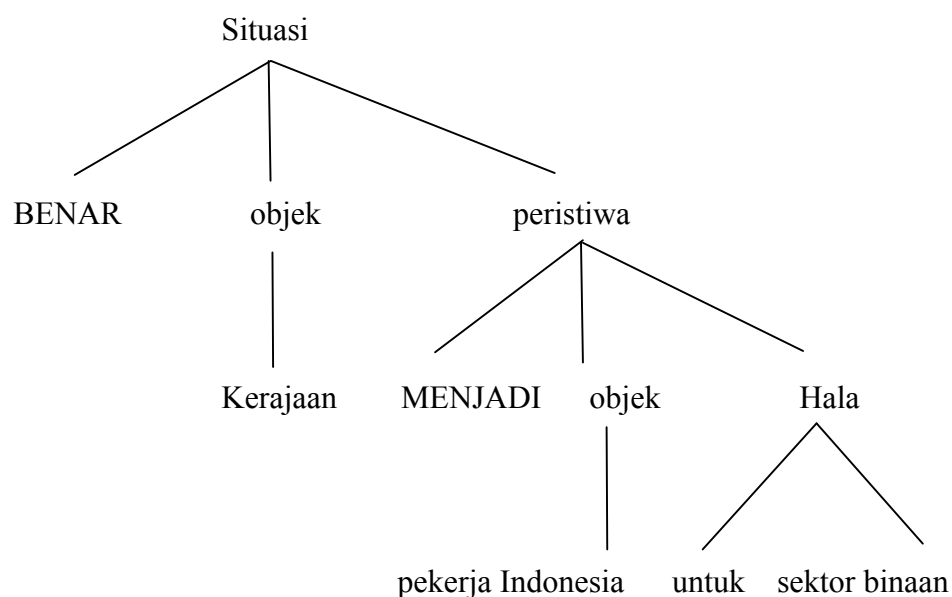 Situasi
BENAR objek peristiwa
Kerajaan MENJADI objek Hala
pekerja Indonesia untuk sektor binaan